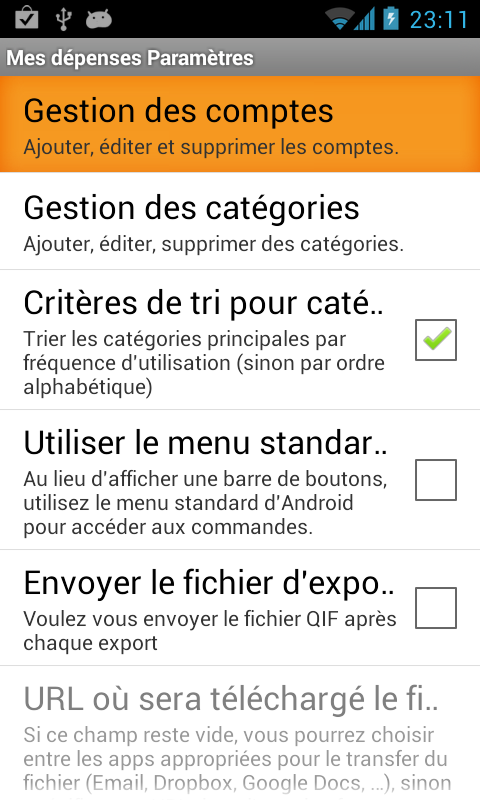 23:11
Mes dépenses Paramètres
Gestion des comptes
Ajouter, éditer et supprimer les comptes.
Gestion des catégories
Ajouter, éditer, supprimer des catégories.
Critères de tri pour caté..
Trier les catégories principales par
fréquence d'utilisation (sinon par ordre
alphabétique)
Utiliser le menu standar..
Au lieu d'afficher une barre de boutons,
utilisez le menu standard d'Android
pour accéder aux commandes.
Envoyer le fichier d'expo..
Voulez vous envoyer le fichier QIF après
chaque export
URL où sera téléchargé le fi..
Si ce champ reste vide, vous pourrez choisir
entre les apps appropriées pour le transfer du
fichier (Email, Dropbox, Google Docs, ...), sinon